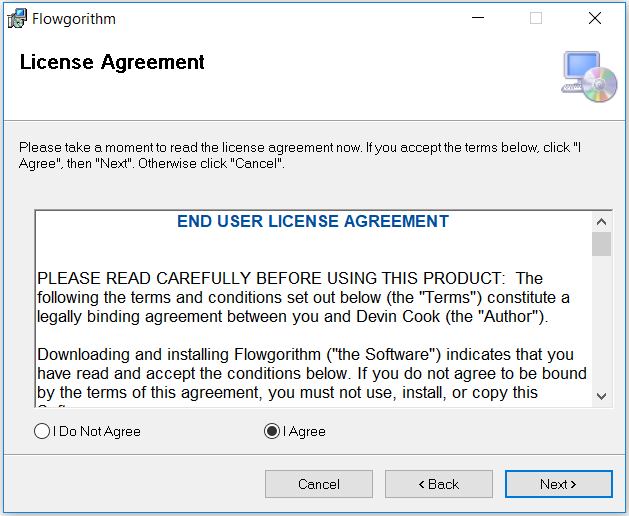 Flowgorithm
License Agreement
Please take a moment to read the license agreement now. If you accept the terms below, click "I
Agree", then "Next". Otherwise click "Cancel".
END USER LICENSE AGREEMENT
PLEASE READ CAREFULLY BEFORE USING THIS PRODUCT:  The
following the terms and conditions set out below (the "Terms") constitute a
legally binding agreement between you and Devin Cook (the "Author").
Downloading and installing Flowgorithm ("the Software") indicates that you
have read and accept the conditions below. If you do not agree to be bound
by the terms of this agreement, you must not use, install, or copy this
I Do Not Agree
I Agree
Cancel
< Back
Next >